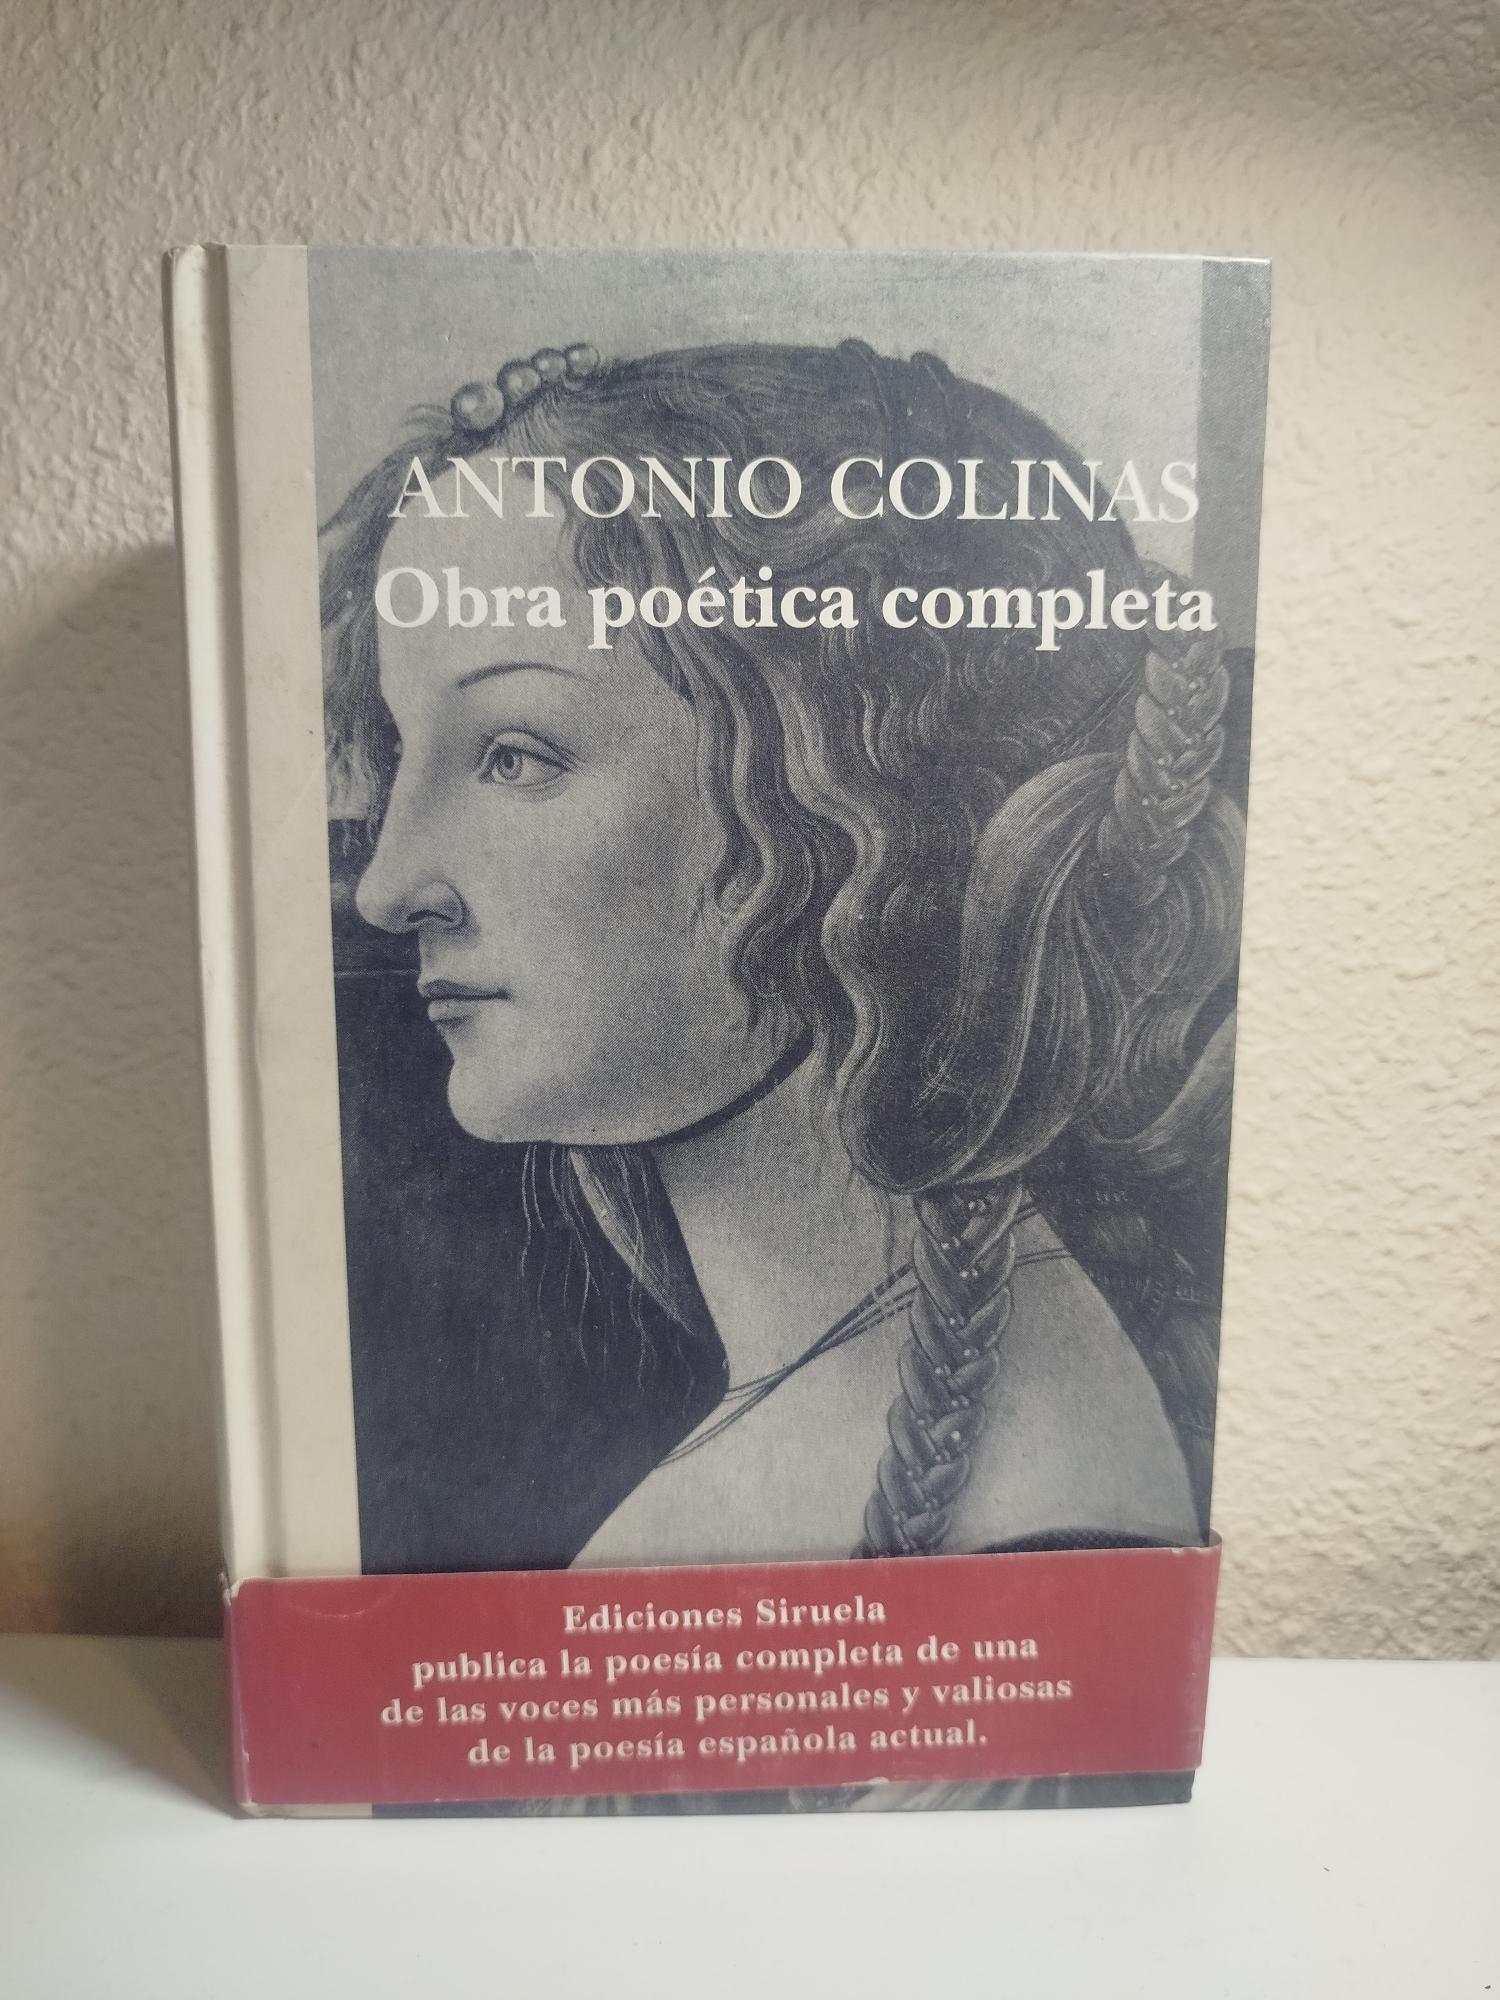 ANTONIO COLINAS
Obra poética completa
Ediciones Siruela
publica la poesía completa de una
de las voces más personales y valiosas
de la poesía española actual.